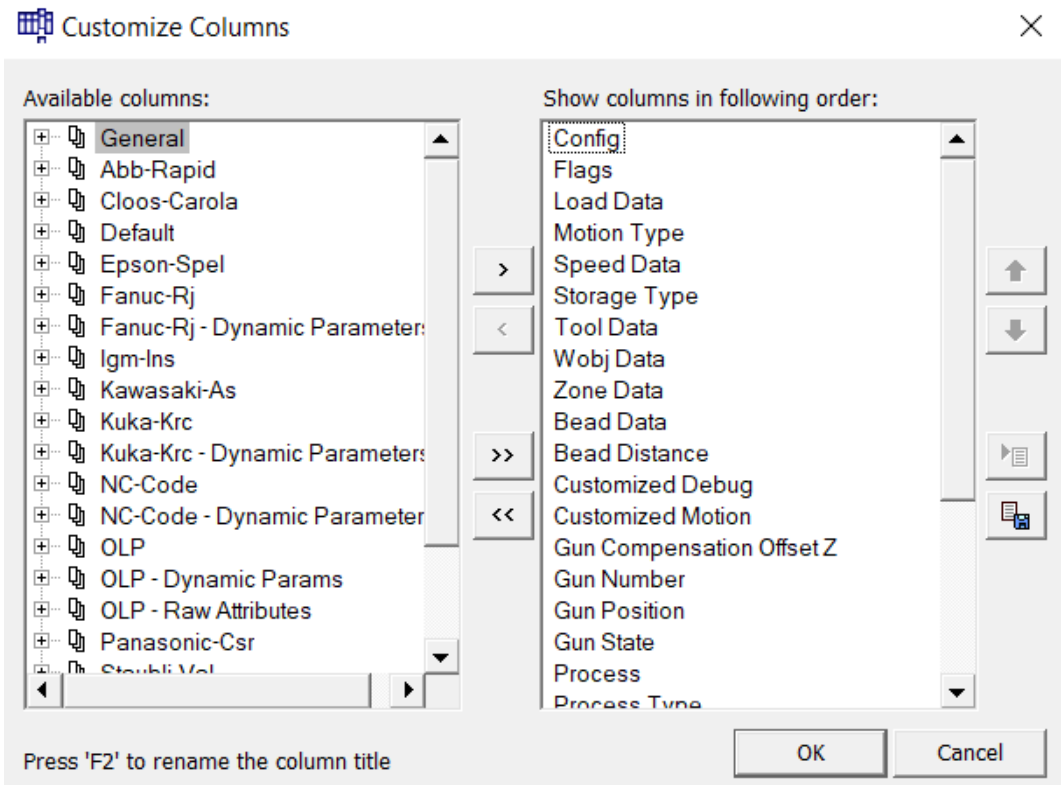 Customize Columns
Available columns:
General
Abb-Rapid
Cloos-Carola
Default
Epson-Spel
Fanuc-Rj
Fanuc-Rj - Dynamic Parameters
Igm-Ins
Kawasaki-As
Kuka-Krc
Kuka-Krc - Dynamic Parameters
NC-Code
NC-Code - Dynamic Parameter
OLP
OLP - Dynamic Params
OLP - Raw Attributes
Panasonic-Csr
Staubli-Val
>
<
>>
<<
Show columns in following order:
Config
Flags
Load Data
Motion Type
Speed Data
Storage Type
Tool Data
Wobj Data
Zone Data
Bead Data
Bead Distance
Customized Debug
Customized Motion
Gun Compensation Offset Z
Gun Number
Gun Position
Gun State
Process
Process Type
Press 'F2' to rename the column title
OK
Cancel